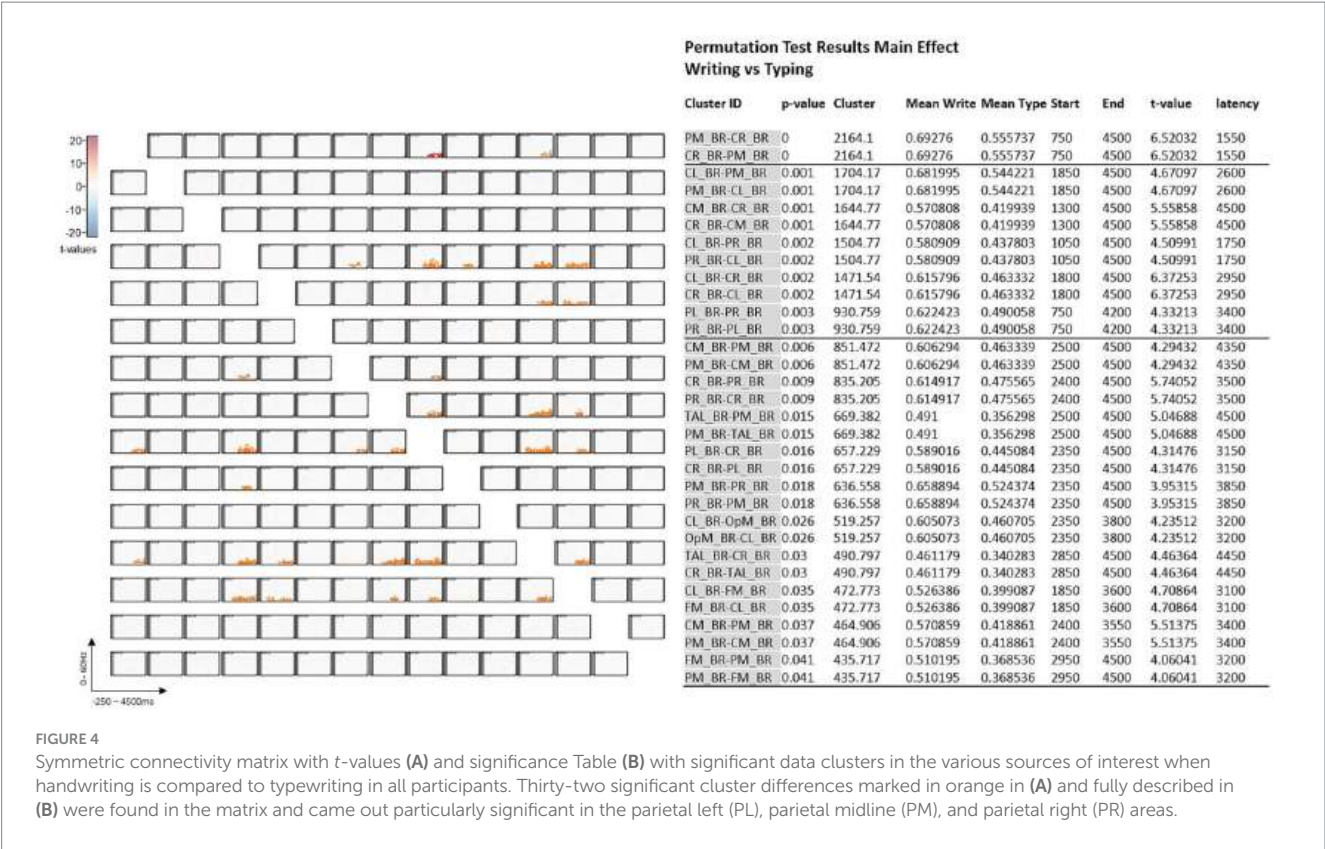 Permutation Test Results Main Effect
Writing vs Typing
Cluster ID p-value Cluster Mean Write Mean Type Start End t-value latency
PM_BR-CR_BR 0 2164.1 0.69276 0.555737 750 4500 6.52032 1550
CR_BR-PM_BR 0 2164.1 0.69276 0.555737 750 4500 6.52032 1550
CL_BR-PM_BR 0.001 1704.17 0.681995 0.544221 1850 4500 4.67097 2600
PM_BR-CL_BR 0.001 1704.17 0.681995 0.544221 1850 4500 4.67097 2600
CM_BR-CR_BR 0.001 1644.77 0.570808 0.419939 1300 4500 5.55858 4500
CR_BR-CM_BR 0.001 1644.77 0.570808 0.419939 1300 4500 5.55858 4500
CL_BR-PR_BR 0.002 1504.77 0.580909 0.437803 1050 4500 4.50991 1750
PR_BR-CL_BR 0.002 1504.77 0.580909 0.437803 1050 4500 4.50991 1750
CL_BR-CR_BR 0.002 1471.54 0.615796 0.463332 1800 4500 6.37253 2950
CR_BR-CL_BR 0.002 1471.54 0.615796 0.463332 1800 4500 6.37253 2950
PL_BR-PR_BR 0.003 930.759 0.622423 0.490058 750 4200 4.33213 3400
PR_BR-PL_BR 0.003 930.759 0.622423 0.490058 750 4200 4.33213 3400
CM_BR-PM_BR 0.006 851.472 0.606294 0.463339 2500 4500 4.29432 4350
PM_BR-CM_BR 0.006 851.472 0.606294 0.463339 2500 4500 4.29432 4350
CR_BR-PR_BR 0.009 835.205 0.614917 0.475565 2400 4500 5.74052 3500
PR_BR-CR_BR 0.009 835.205 0.614917 0.475565 2400 4500 5.74052 3500
TAL_BR-PM_BR 0.015 669.382 0.491 0.356298 2500 4500 5.04688 4500
PM_BR-TAL_BR 0.015 669.382 0.491 0.356298 2500 4500 5.04688 4500
PL_BR-CR_BR 0.016 657.229 0.589016 0.445084 2350 4500 4.31476 3150
CR_BR-PL_BR 0.016 657.229 0.589016 0.445084 2350 4500 4.31476 3150
PM_BR-PR_BR 0.018 636.558 0.658894 0.524374 2350 4500 3.95315 3850
PR_BR-PM_BR 0.018 636.558 0.658894 0.524374 2350 4500 3.95315 3850
CL_BR-OpM_BR 0.026 519.257 0.605073 0.460705 2350 3800 4.23512 3200
OpM_BR-CL_BR 0.026 519.257 0.605073 0.460705 2350 3800 4.23512 3200
TAL_BR-CR_BR 0.03 490.797 0.461179 0.340283 2850 4500 4.46364 4450
CR_BR-TAL_BR 0.03 490.797 0.461179 0.340283 2850 4500 4.46364 4450
CL_BR-FM_BR 0.035 472.773 0.526386 0.399087 1850 3600 4.70864 3100
FM_BR-CL_BR 0.035 472.773 0.526386 0.399087 1850 3600 4.70864 3100
CM_BR-PM_BR 0.037 464.906 0.570859 0.418861 2400 3550 5.51375 3400
PM_BR-CM_BR 0.037 464.906 0.570859 0.418861 2400 3550 5.51375 3400
FM_BR-PM_BR 0.041 435.717 0.510195 0.368536 2950 4500 4.06041 3200
PM_BR-FM_BR 0.041 435.717 0.510195 0.368536 2950 4500 4.06041 3200
20
10
0
-10
-20
t-values
0 – 60Hz
-250 – 4500ms
FIGURE 4
Symmetric connectivity matrix with t-values (A) and significance Table (B) with significant data clusters in the various sources of interest when
handwriting is compared to typewriting in all participants. Thirty-two significant cluster differences marked in orange in (A) and fully described in
(B) were found in the matrix and came out particularly significant in the parietal left (PL), parietal midline (PM), and parietal right (PR) areas.